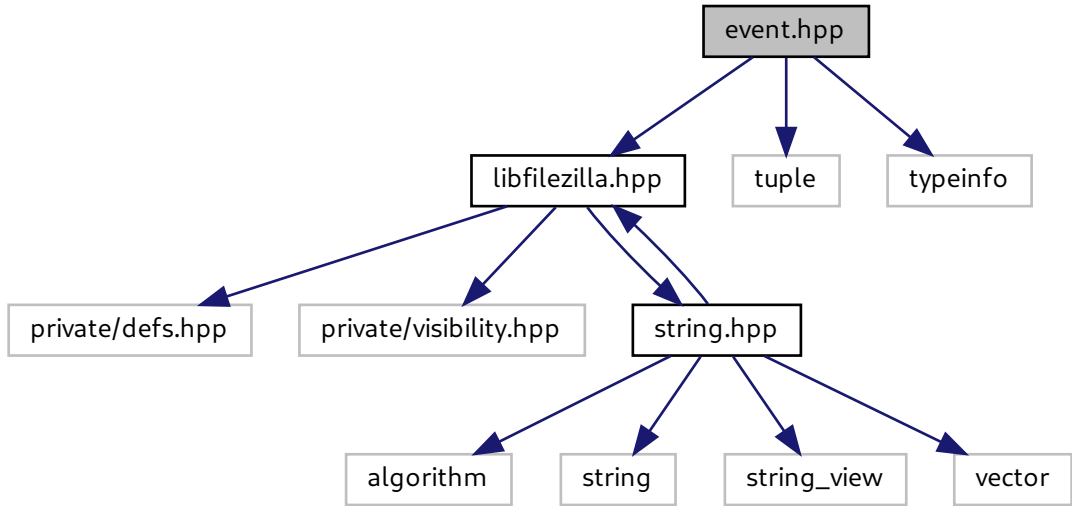 event.hpp
libfilezilla.hpp
tuple
typeinfo
private/defs.hpp
private/visibility.hpp
string.hpp
algorithm
string
string_view
vector